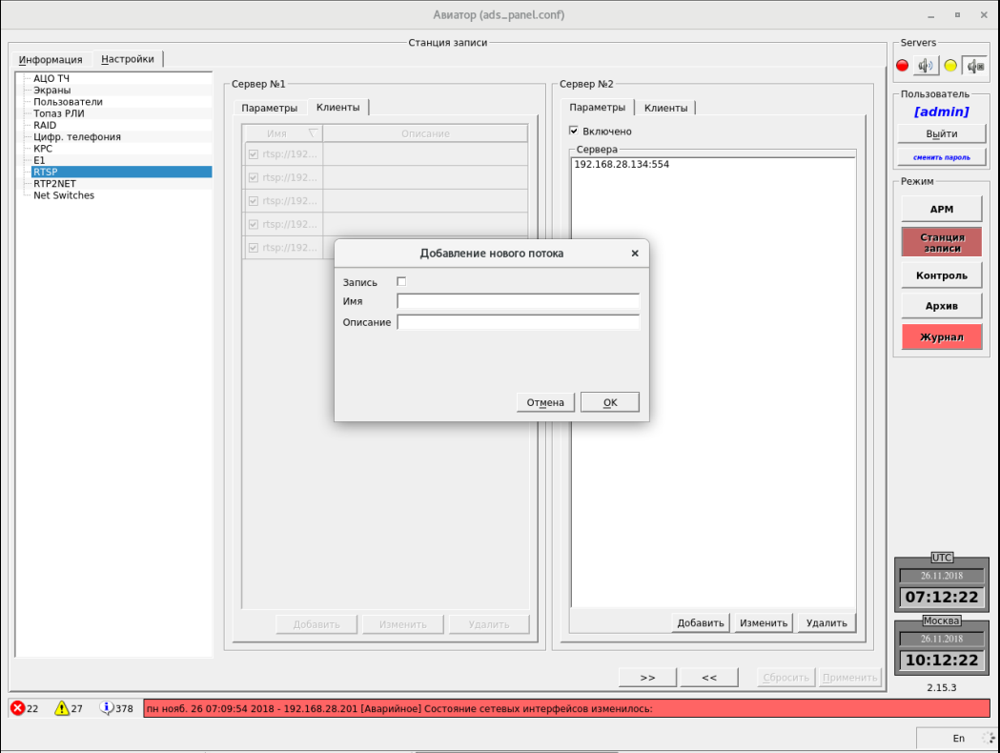 Авиатор (ads_panel.conf)
Станция записи
Информация
Настройки
АЦО ТЧ
Экраны
Пользователи
Топаз РЛИ
RAID
Цифр. телефония
КРС
E1
RTSP
RTP2NET
Net Switches
Сервер №1
Параметры
Клиенты
Имя
Описание
rtsp://192...
rtsp://192...
rtsp://192...
rtsp://192...
rtsp://192...
Добавить
Изменить
Удалить
Сервер №2
Параметры
Клиенты
Включено
Сервера
192.168.28.134:554
Добавить
Изменить
Удалить
Добавление нового потока
Запись
Имя
Описание
Отмена
OK
>>
<<
Сбросить
Применить
Servers
Пользователь
[admin]
Выйти
сменить пароль
Режим
АРМ
Станция
записи
Контроль
Архив
Журнал
UTC
26.11.2018
07:12:22
Москва
26.11.2018
10:12:22
2.15.3
22
27
378
пн нояб. 26 07:09:54 2018 - 192.168.28.201 [Аварийное] Состояние сетевых интерфейсов изменилось:
En